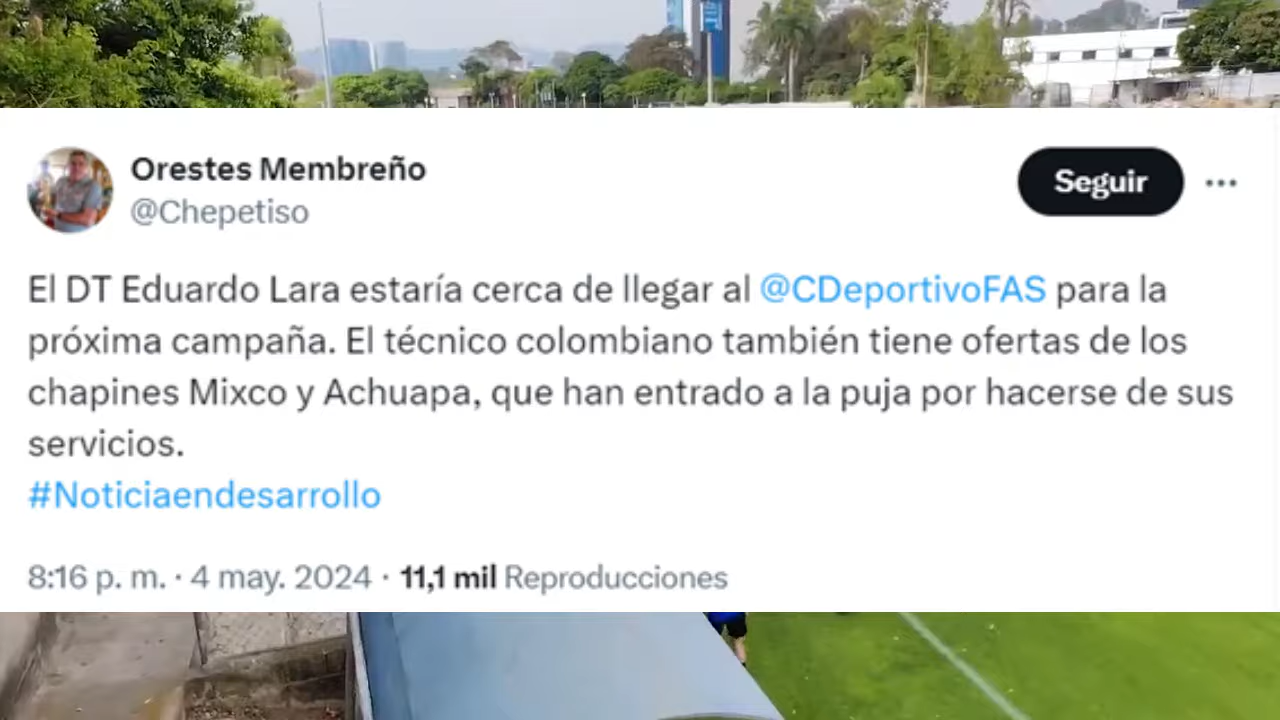 Orestes Membreño
@Chepetiso
Seguir
El DT Eduardo Lara estaría cerca de llegar al @CDeportivoFAS para la
próxima campaña. El técnico colombiano también tiene ofertas de los
chapines Mixco y Achuapa, que han entrado a la puja por hacerse de sus
servicios.
#Noticiaendesarrollo
8:16 p. m. · 4 may. 2024 · 11,1 mil Reproducciones